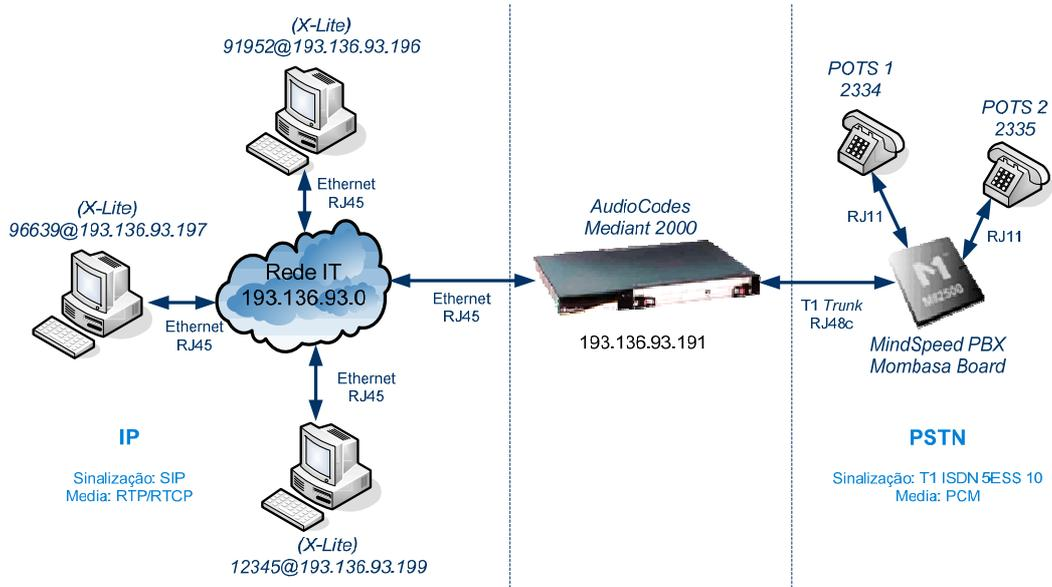 (X-Lite)
91952@193.136.93.196
Ethernet
RJ45
(X-Lite)
96639@193.136.93.197
Ethernet
RJ45
Rede IT
193.136.93.0
Ethernet
RJ45
Ethernet
RJ45
(X-Lite)
12345@193.136.93.199
IP
Sinalização: SIP
Media: RTP/RTCP
AudioCodes
Mediant 2000
193.136.93.191
POTS 1
2334
POTS 2
2335
RJ11
RJ11
T1 Trunk
RJ48c
M
MindSpeed PBX
Mombasa Board
PSTN
Sinalização: T1 ISDN 5ESS 10
Media: PCM